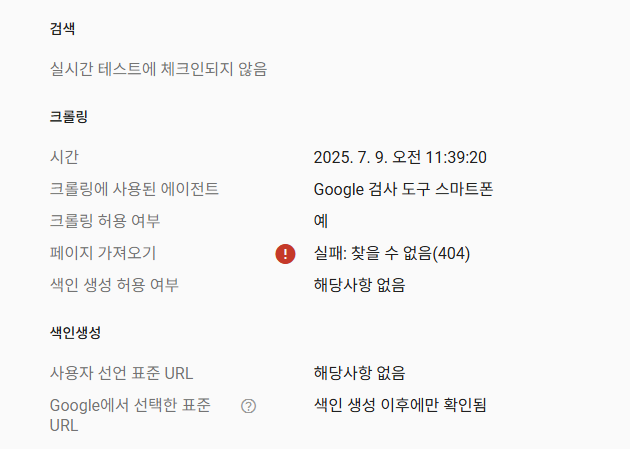 검색
실시간 테스트에 체크인되지 않음
크롤링
시간 2025. 7. 9. 오전 11:39:20
크롤링에 사용된 에이전트 Google 검사 도구 스마트폰
크롤링 허용 여부 예
페이지 가져오기 실패: 찾을 수 없음(404)
색인 생성 허용 여부 해당사항 없음
색인생성
사용자 선언 표준 URL 해당사항 없음
Google에서 선택한 표준 색인 생성 이후에만 확인됨
URL